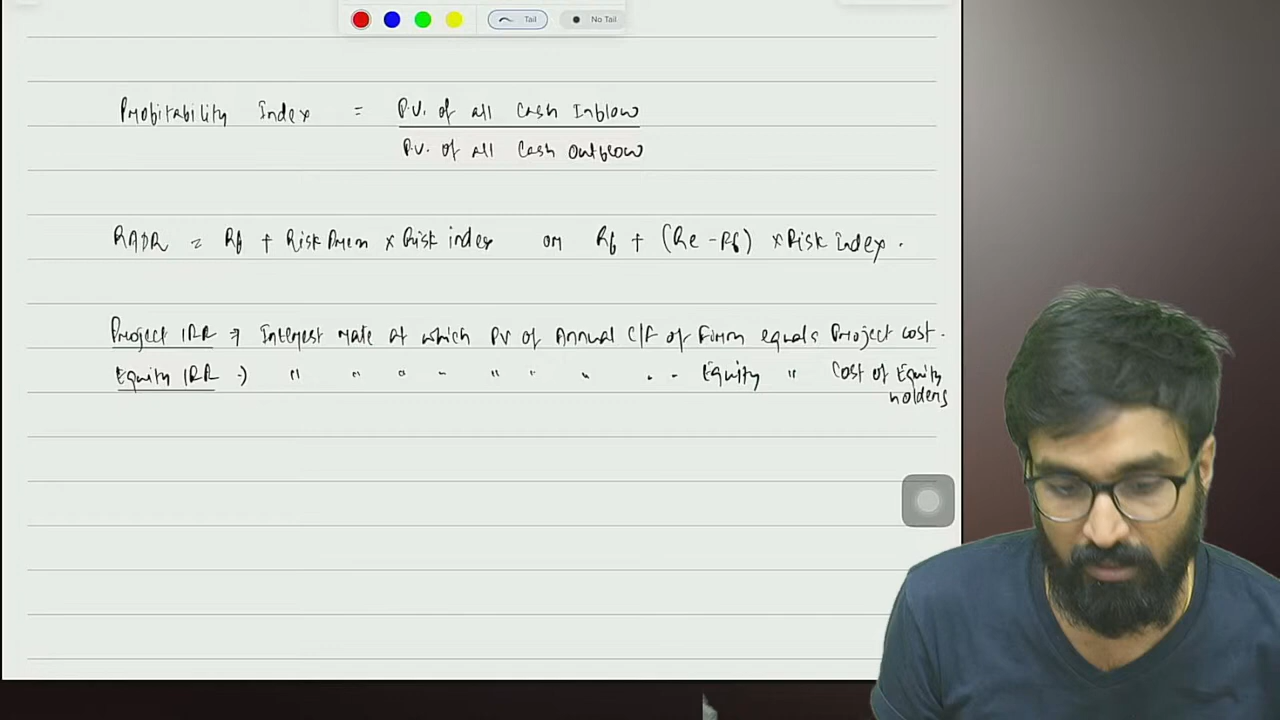 Tail No Tail
Profitability Index = P.V. of all Cash Inflow
P.V. of all Cash Outflow
RADR = Rf + Risk Prem x Risk index or Rf + (Re - Rf) x Risk Index.
Project IRR => Interest rate at which PV of Annual C/F of Firm equals Project cost.
Equity IRR => " " " " " " " " " Equity " Cost of Equity
holders